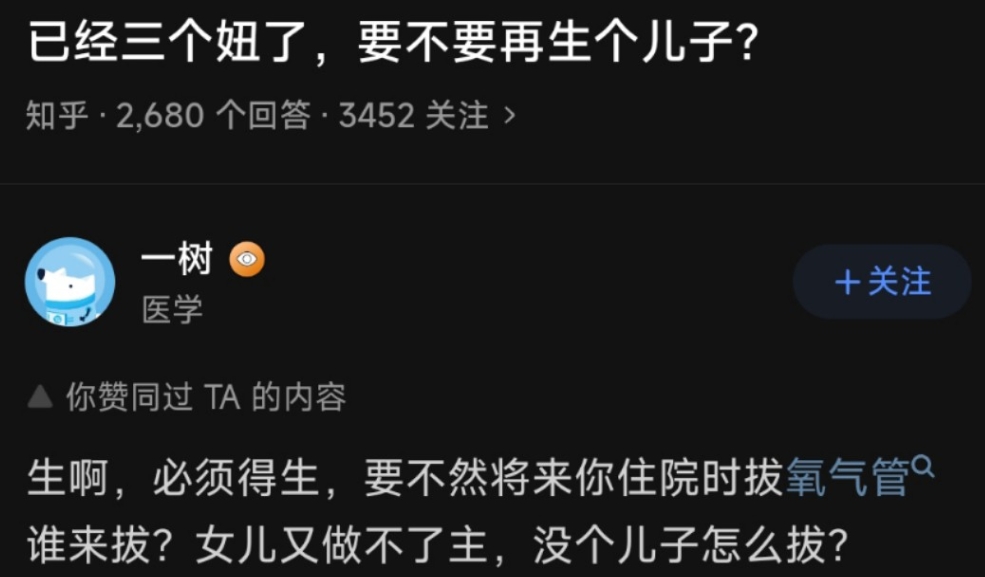 已经三个妞了，要不要再生个儿子？
知乎 · 2,680 个回答 · 3452 关注 >
一树
医学
+关注
你赞同过 TA 的内容
生啊，必须得生，要不然将来你住院时拔氧气管
谁来拔？女儿又做不了主，没个儿子怎么拔？